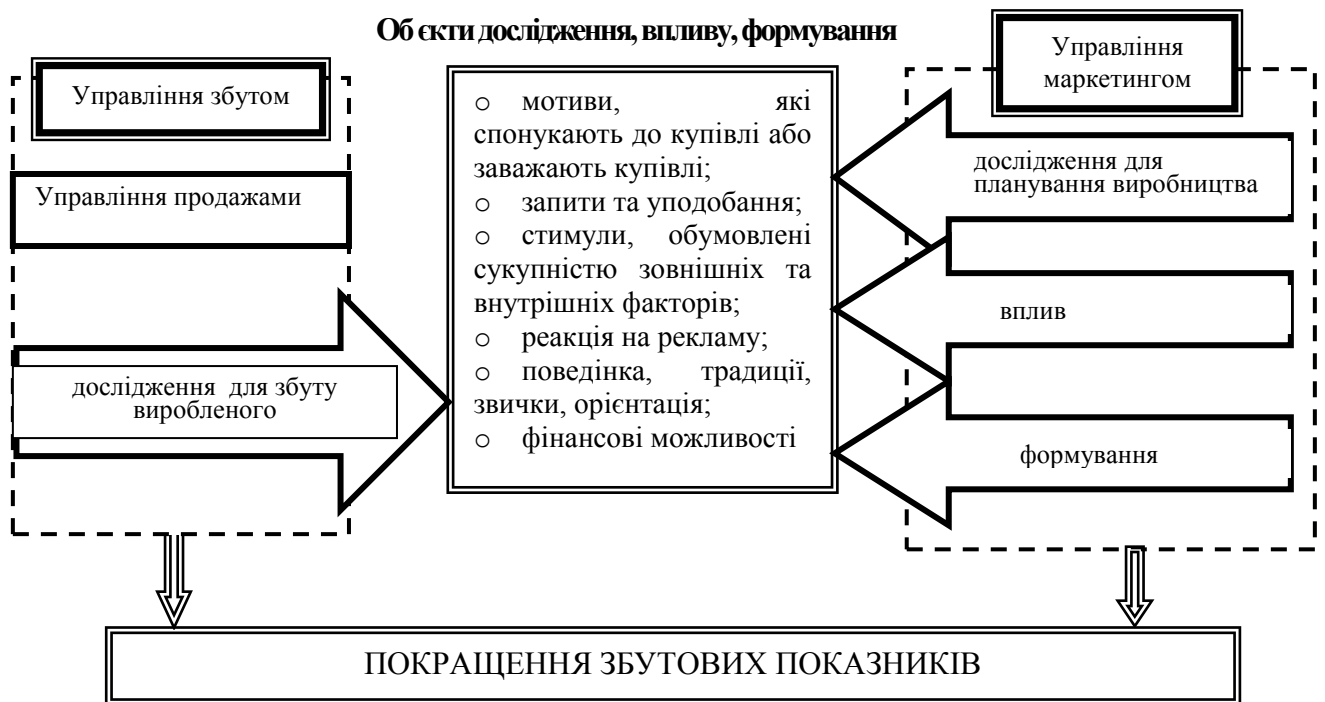 Об єкти дослідження, впливу, формування
Управління збутом
Управління продажами
дослідження для збуту
виробленого
о мотиви, які
спонукають до купівлі або
заважають купівлі;
о запити та уподобання;
о стимули, обумовлені
сукупністю зовнішніх та
внутрішніх факторів;
о реакція на рекламу;
о поведінка, традиції,
звички, орієнтація;
о фінансові можливості
Управління
маркетингом
дослідження для
планування виробництва
вплив
формування
ПОКРАЩЕННЯ ЗБУТОВИХ ПОКАЗНИКІВ